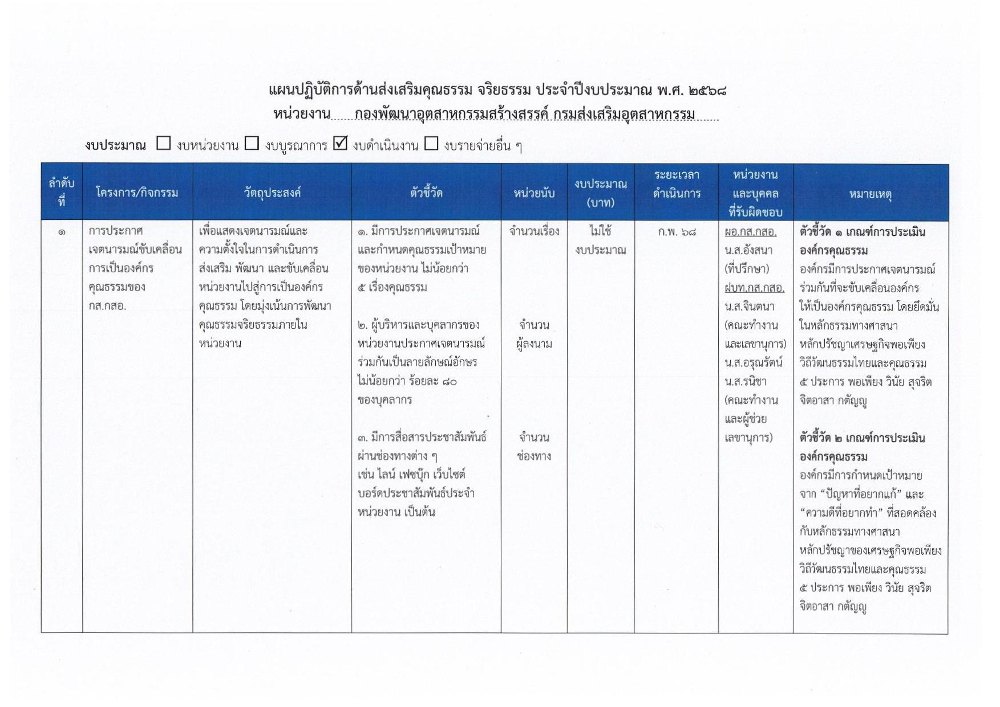 แผนปฏิบัติการด้านส่งเสริมคุณธรรม จริยธรรม ประจำปีงบประมาณ พ.ศ. ๒๕๖๘
หน่วยงาน......กองพัฒนาอุตสาหกรรมสร้างสรรค์ กรมส่งเสริมอุตสาหกรรม......
งบประมาณ ☐ งบหน่วยงาน ☐ งบบูรณาการ ☑ งบดำเนินงาน ☐ งบรายจ่ายอื่น ๆ
ลำดับ
ที่
โครงการ/กิจกรรม
วัตถุประสงค์
ตัวชี้วัด
หน่วยนับ
งบประมาณ
(บาท)
ระยะเวลา
ดำเนินการ
หน่วยงาน
และบุคคล
ที่รับผิดชอบ
หมายเหตุ
๑
การประกาศ
เจตนารมณ์ขับเคลื่อน
การเป็นองค์กร
คุณธรรมของ
กส.กสอ.
เพื่อแสดงเจตนารมณ์และ
ความตั้งใจในการดำเนินการ
ส่งเสริม พัฒนา และขับเคลื่อน
หน่วยงานไปสู่การเป็นองค์กร
คุณธรรม โดยมุ่งเน้นการพัฒนา
คุณธรรมจริยธรรมภายใน
หน่วยงาน
๑. มีการประกาศเจตนารมณ์
และกำหนดคุณธรรมเป้าหมาย
ของหน่วยงาน ไม่น้อยกว่า
๕ เรื่องคุณธรรม
๒. ผู้บริหารและบุคลากรของ
หน่วยงานประกาศเจตนารมณ์
ร่วมกันเป็นลายลักษณ์อักษร
ไม่น้อยกว่า ร้อยละ ๘๐
ของบุคลากร
๓. มีการสื่อสารประชาสัมพันธ์
ผ่านช่องทางต่าง ๆ
เช่น ไลน์ เฟซบุ๊ก เว็บไซต์
บอร์ดประชาสัมพันธ์ประจำ
หน่วยงาน เป็นต้น
จำนวนเรื่อง
จำนวน
ผู้ลงนาม
จำนวน
ช่องทาง
ไม่ใช้
งบประมาณ
ก.พ. ๖๘
ผอ.กส.กสอ.
น.ส.อังสนา
(ที่ปรึกษา)
ฝบท.กส.กสอ.
น.ส.จินตนา
(คณะทำงาน
และเลขานุการ)
น.ส.อรุณรัตน์
น.ส.รนิชา
(คณะทำงาน
และผู้ช่วย
เลขานุการ)
ตัวชี้วัด ๑ เกณฑ์การประเมิน
องค์กรคุณธรรม
องค์กรมีการประกาศเจตนารมณ์
ร่วมกันที่จะขับเคลื่อนองค์กร
ให้เป็นองค์กรคุณธรรม โดยยึดมั่น
ในหลักธรรมทางศาสนา
หลักปรัชญาเศรษฐกิจพอเพียง
วิถีวัฒนธรรมไทยและคุณธรรม
๕ ประการ พอเพียง วินัย สุจริต
จิตอาสา กตัญญู
ตัวชี้วัด ๒ เกณฑ์การประเมิน
องค์กรคุณธรรม
องค์กรมีการกำหนดเป้าหมาย
จาก “ปัญหาที่อยากแก้” และ
“ความดีที่อยากทำ” ที่สอดคล้อง
กับหลักธรรมทางศาสนา
หลักปรัชญาของเศรษฐกิจพอเพียง
วิถีวัฒนธรรมไทยและคุณธรรม
๕ ประการ พอเพียง วินัย สุจริต
จิตอาสา กตัญญู